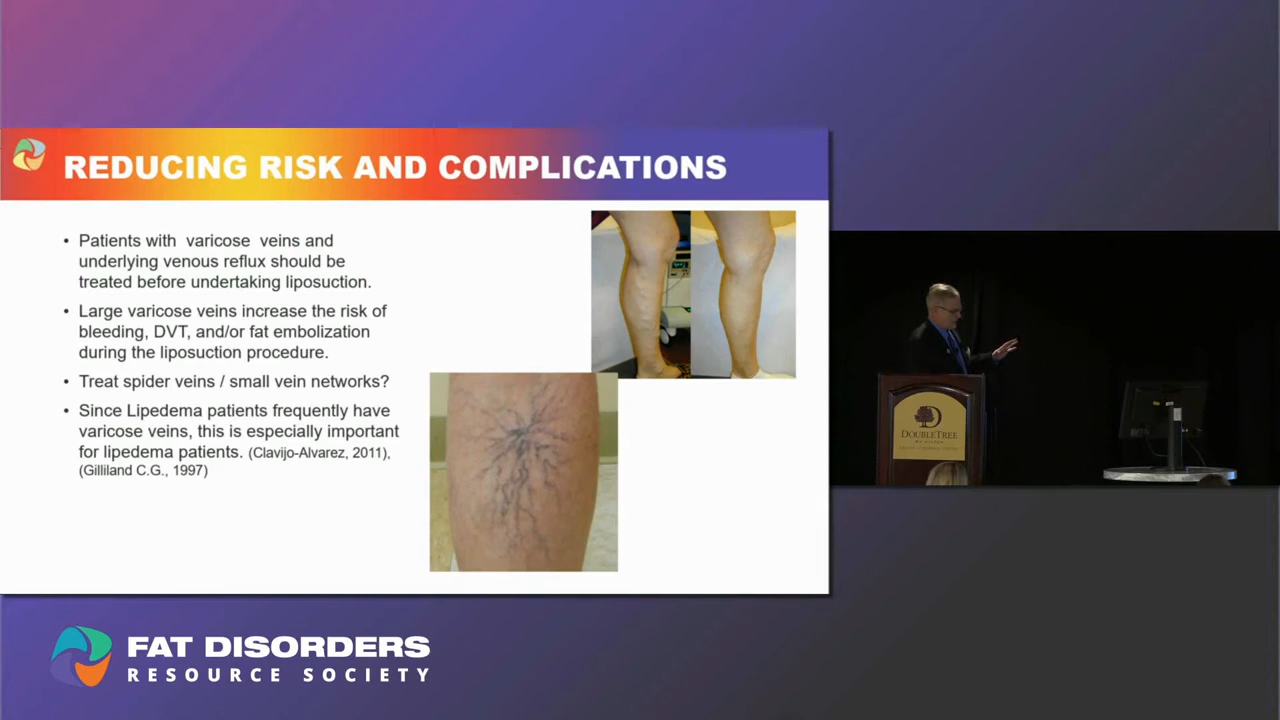 REDUCING RISK AND COMPLICATIONS
• Patients with varicose veins and
underlying venous reflux should be
treated before undertaking liposuction.
• Large varicose veins increase the risk of
bleeding, DVT, and/or fat embolization
during the liposuction procedure.
• Treat spider veins / small vein networks?
• Since Lipedema patients frequently have
varicose veins, this is especially important
for lipedema patients. (Clavijo-Alvarez, 2011),
(Gilliland C.G., 1997)
D
DOUBLETREE
BY HILTON
FAT DISORDERS
RESOURCE SOCIETY